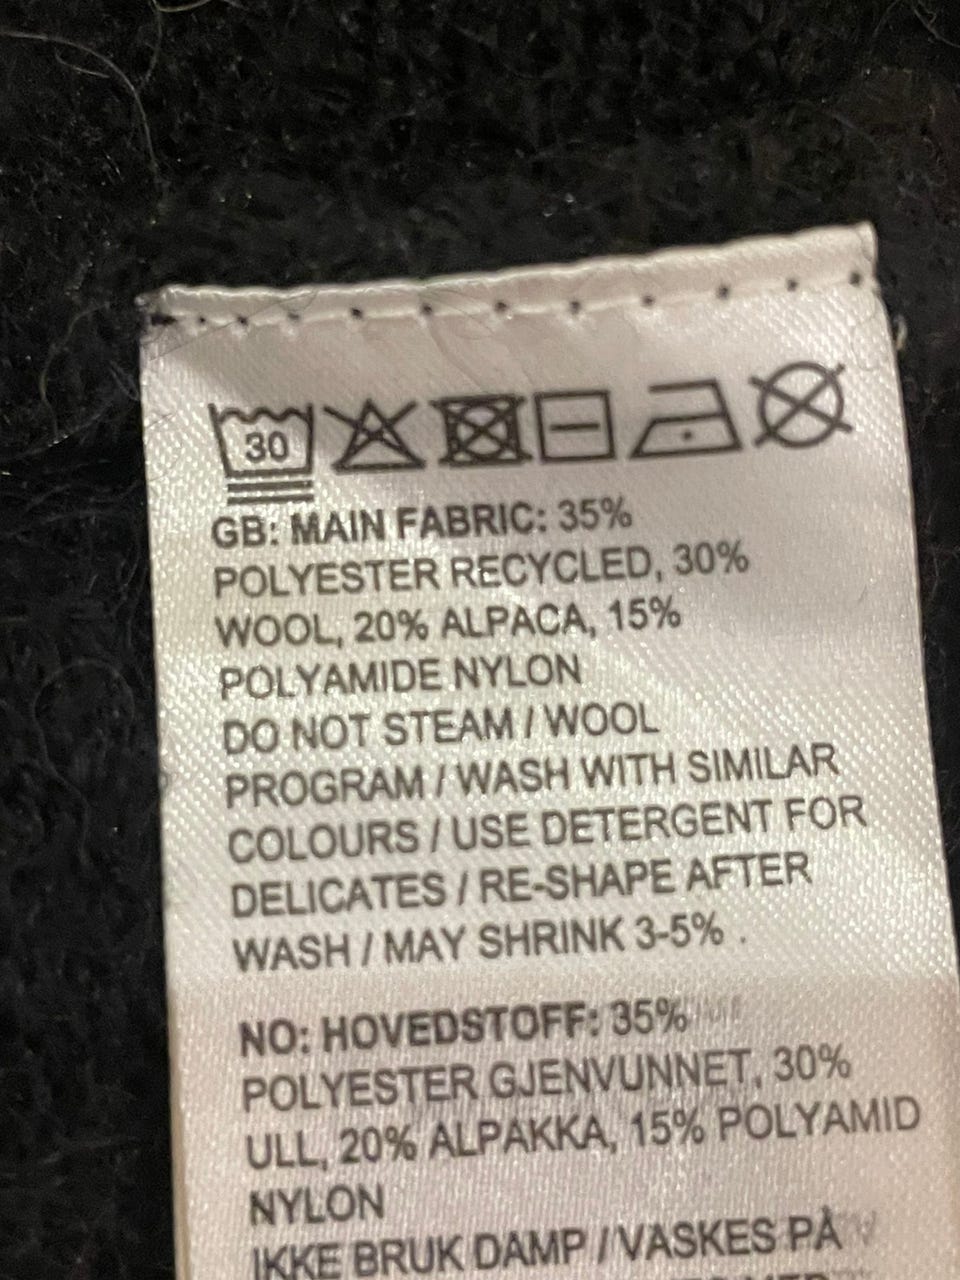 30
GB: MAIN FABRIC: 35%
POLYESTER RECYCLED, 30%
WOOL, 20% ALPACA, 15%
POLYAMIDE NYLON
DO NOT STEAM / WOOL
PROGRAM / WASH WITH SIMILAR
COLOURS / USE DETERGENT FOR
DELICATES / RE-SHAPE AFTER
WASH / MAY SHRINK 3-5% .
NO: HOVEDSTOFF: 35%
POLYESTER GJENVUNNET, 30%
ULL, 20% ALPAKKA, 15% POLYAMID
NYLON
IKKE BRUK DAMP / VASKES PÅ